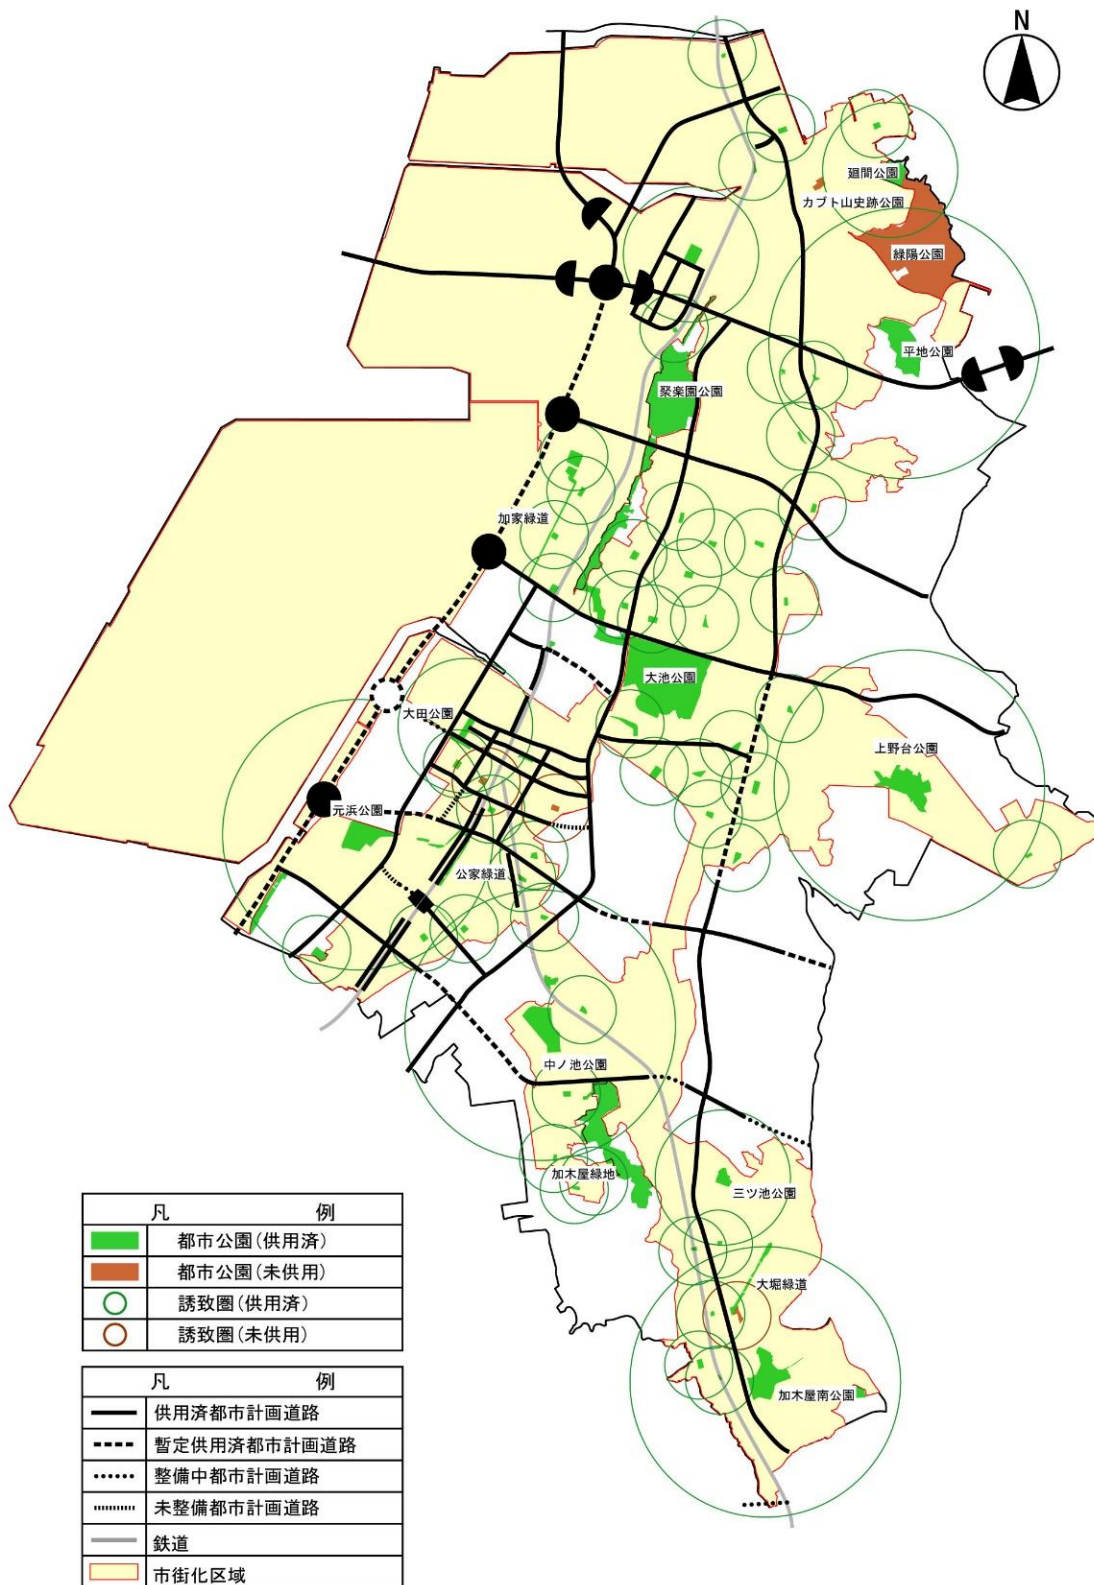 N
廻間公園
カブト山史跡公園
緑陽公園
平地公園
聚楽園公園
加家緑道
大池公園
大田公園
上野台公園
元浜公園
公家緑道
中ノ池公園
加木屋緑地
三ツ池公園
大堀緑道
加木屋南公園
凡 例
都市公園(供用済)
都市公園(未供用)
誘致圏(供用済)
誘致圏(未供用)
凡 例
供用済都市計画道路
暫定供用済都市計画道路
整備中都市計画道路
未整備都市計画道路
鉄道
市街化区域